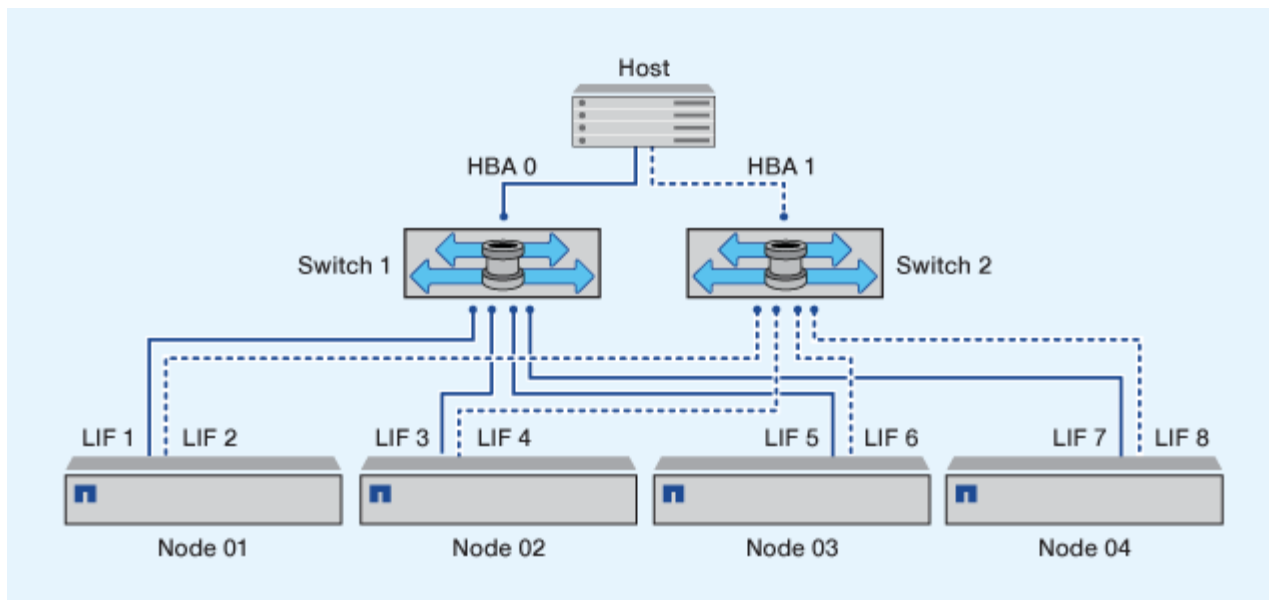 Host
HBA 0 HBA 1
Switch 1 Switch 2
LIF 1 LIF 2 LIF 3 LIF 4 LIF 5 LIF 6 LIF 7 LIF 8
Node 01 Node 02 Node 03 Node 04